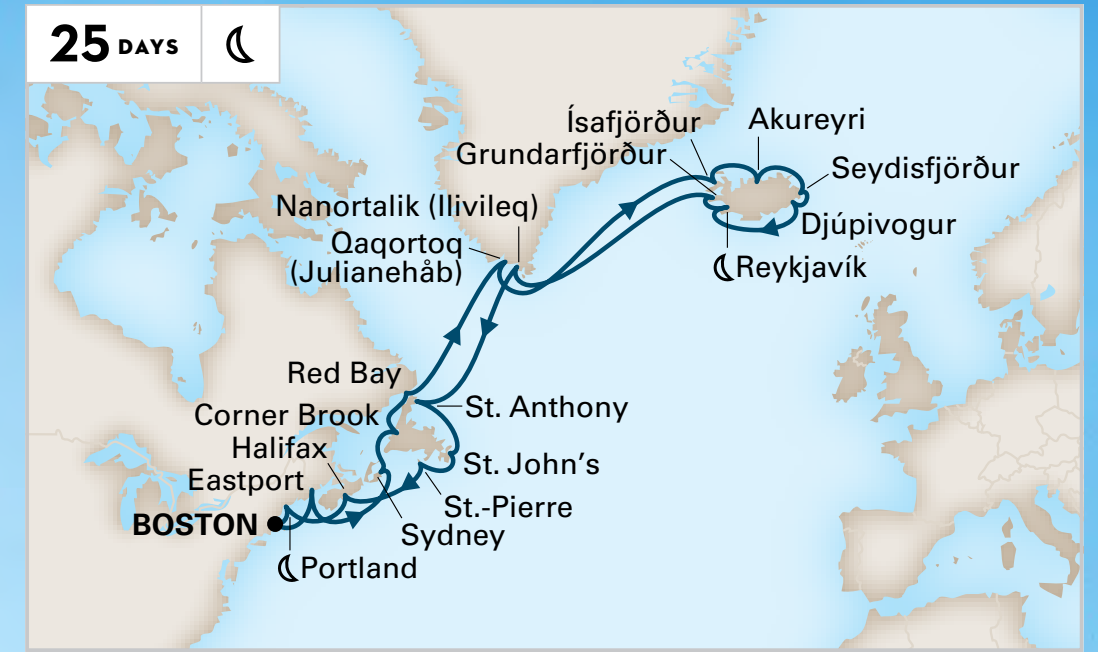 25 DAYS
Ísafjörður
Akureyri
Grundarfjörður
Seydisfjörður
Nanortalik (Ilivileq)
Djúpivogur
Qaqortoq
(Julianehåb)
Reykjavík
Red Bay
Corner Brook
St. Anthony
Halifax
St. John's
Eastport
St.-Pierre
BOSTON
Sydney
Portland